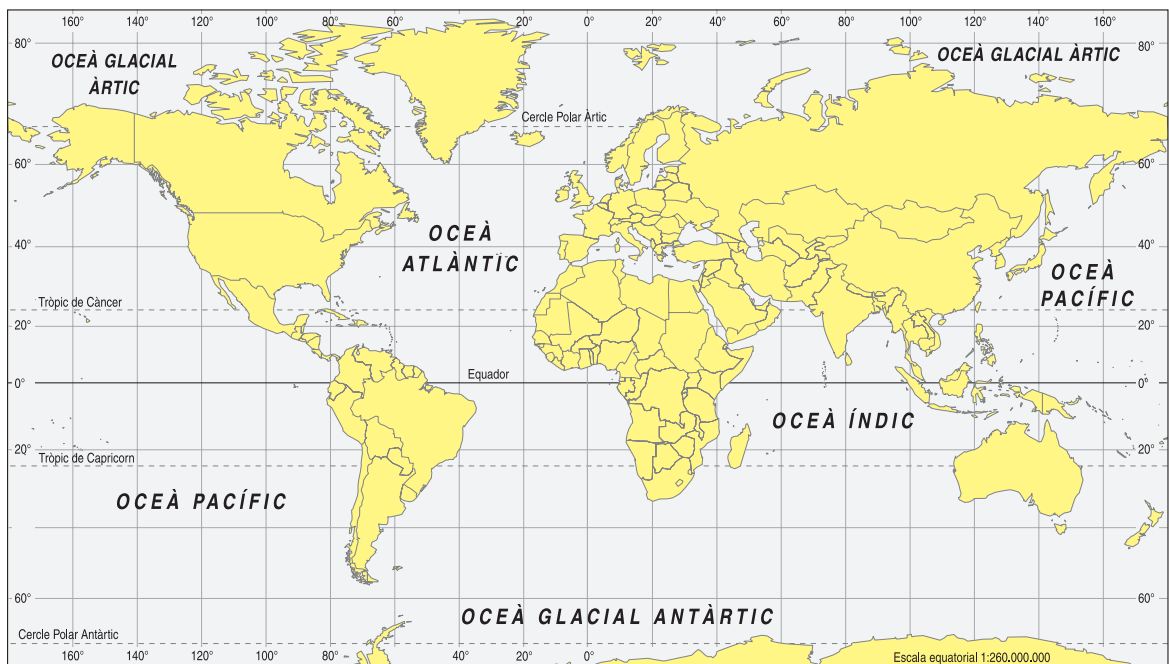 160° 140° 120° 100° 80° 60° 20° 0° 20° 40° 60° 80° 100° 120° 140° 160°
80° 80°
OCEÀ GLACIAL
ÀRTIC
OCEÀ GLACIAL ÀRTIC
Cercle Polar Àrtic
60° 60°
OCEÀ
ATLÀNTIC
40° 40°
OCEÀ
PACÍFIC
Tròpic de Càncer
20° 20°
Equador
0° 0°
OCEÀ ÍNDIC
20° 20°
Tròpic de Capricorn
OCEÀ PACÍFIC
60° 60°
OCEÀ GLACIAL ANTÀRTIC
Cercle Polar Antàrtic
160° 140° 120° 100° 80° 40° 20° 0°
Escala equatorial 1:260.000.000